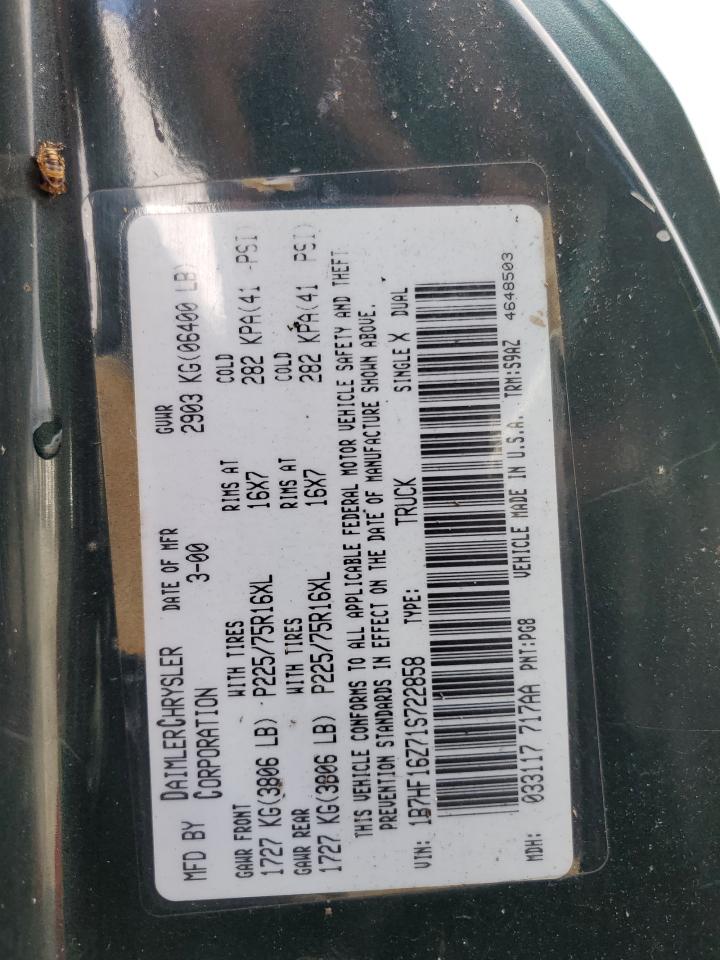 MFD BY DAIMLERCHRYSLER CORPORATION DATE OF MFR 3-00 GVWR 2903 KG(06400 LB)
GAWR FRONT WITH TIRES RIMS AT COLD
1727 KG(3806 LB) P225/75R16XL 16X7 282 KPA(41 PSI)
GAWR REAR WITH TIRES RIMS AT COLD
1727 KG(3806 LB) P225/75R16XL 16X7 282 KPA(41 PSI)
THIS VEHICLE CONFORMS TO ALL APPLICABLE FEDERAL MOTOR VEHICLE SAFETY AND THEFT
PREVENTION STANDARDS IN EFFECT ON THE DATE OF MANUFACTURE SHOWN ABOVE.
VIN: 1B7HF16Z71S722858 TYPE: TRUCK SINGLE X DUAL
MDH: 033117 717AA PNT:PG8 VEHICLE MADE IN U.S.A. TRM:S9AZ 4648503